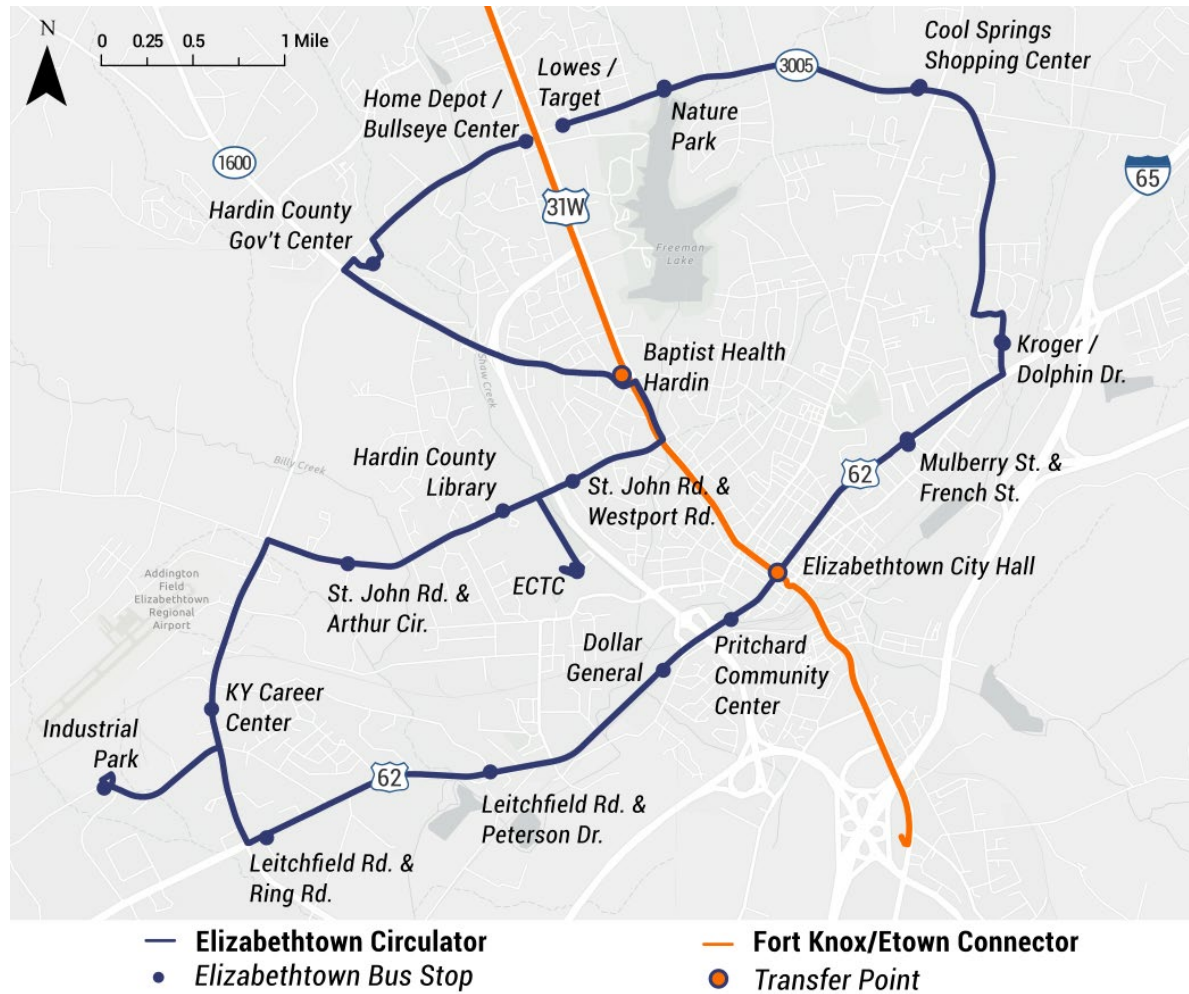 N
0 0.25 0.5 1 Mile
Cool Springs
Shopping Center
Lowes /
Target
3005
Home Depot /
Bullseye Center
Nature
Park
1600
65
31W
Hardin County
Gov't Center
Freeman
Lake
Baptist Health
Hardin
Kroger /
Dolphin Dr.
Shaw Creek
Billy Creek
Hardin County
Library
St. John Rd. &
Westport Rd.
62
Mulberry St. &
French St.
Elizabethtown City Hall
Addington
Field
Elizabethtown
Regional
Airport
St. John Rd. &
Arthur Cir.
ECTC
Dollar
General
Pritchard
Community
Center
KY Career
Center
Industrial
Park
62
Leitchfield Rd. &
Peterson Dr.
Leitchfield Rd. &
Ring Rd.
Elizabethtown Circulator
Elizabethtown Bus Stop
Fort Knox/Etown Connector
Transfer Point